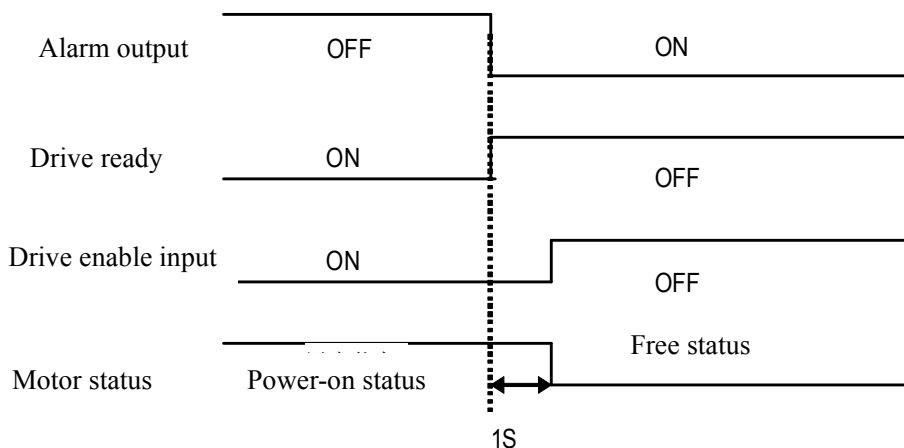 Alarm output OFF ON
Drive ready ON OFF
Drive enable input ON OFF
Motor status Power-on status Free status
1S